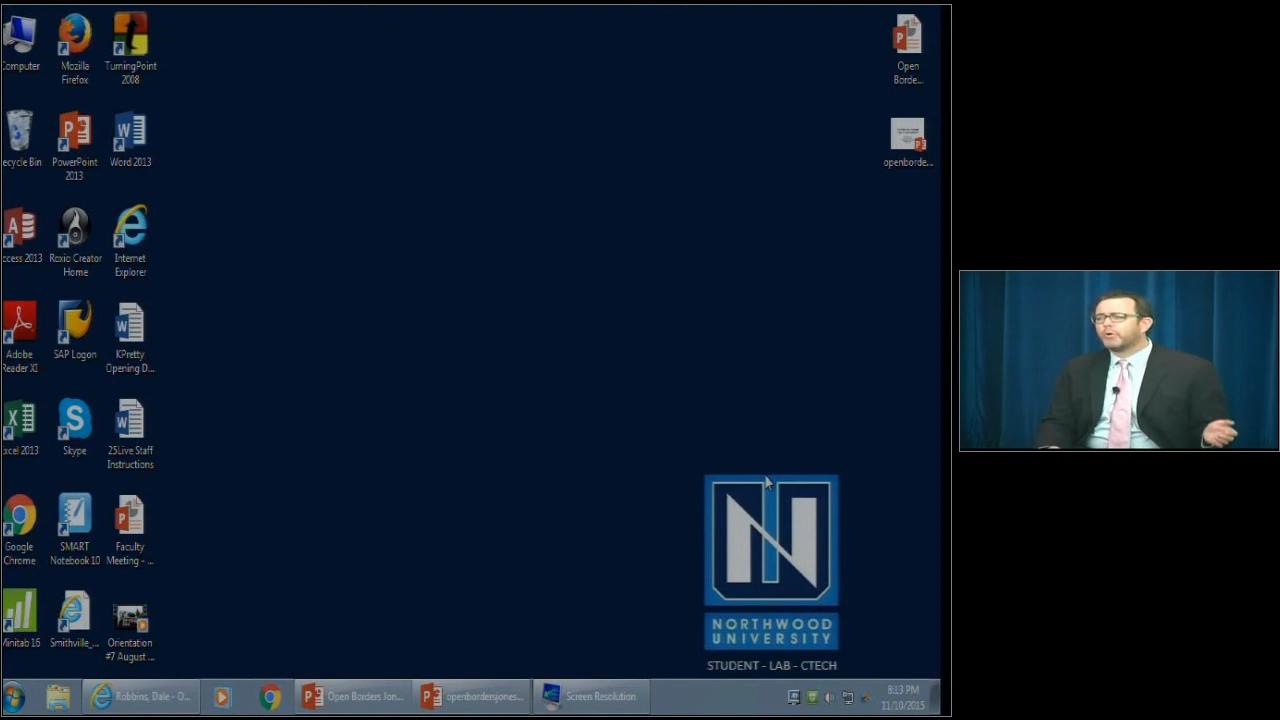 Computer
Mozilla
Firefox
TurningPoint
2008
Open
Borde...
ecycle Bin
PowerPoint
2013
Word 2013
openborde...
ccess 2013
Roxio Creator
Home
Internet
Explorer
Adobe
Reader XI
SAP Logon
KPretty
Opening D...
xcel 2013
Skype
25Live Staff
Instructions
Google
Chrome
SMART
Notebook 10
Faculty
Meeting - ...
Minitab 16
Smithville_...
Orientation
#7 August ...
NORTHWOOD
UNIVERSITY
STUDENT - LAB - CTECH
Robbins, Dale - O...
Open Borders Jon...
openbordersjones...
Screen Resolution
8:13 PM
11/10/2015